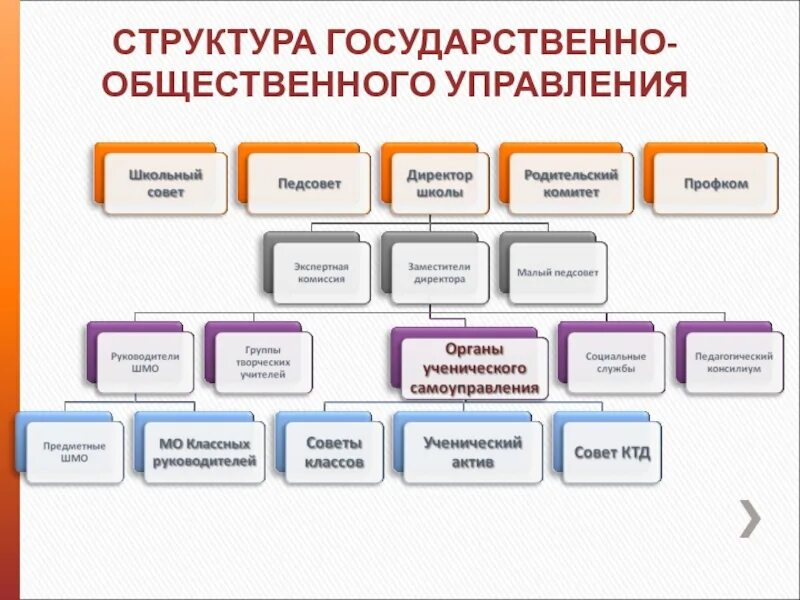 СТРУКТУРА ГОСУДАРСТВЕННО-
ОБЩЕСТВЕННОГО УПРАВЛЕНИЯ
Школьный
совет
Педсовет
Директор
школы
Родительский
комитет
Профком
Экспертная
комиссия
Заместители
директора
Малый педсовет
Руководители
ШМО
Группы
творческих
учителей
Органы
ученического
самоуправления
Социальные
службы
Педагогический
консилиум
Предметные
ШМО
МО Классных
руководителей
Советы
классов
Ученический
актив
Совет КТД